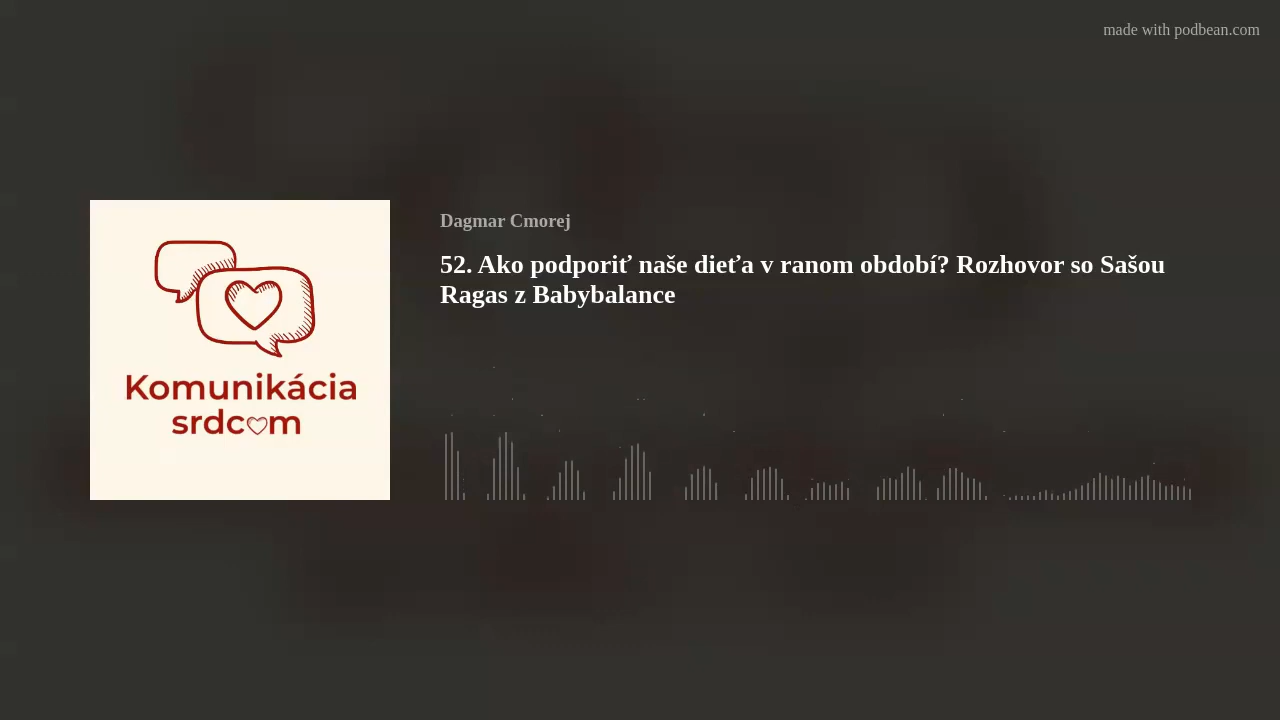 made with podbean.com
Dagmar Cmorej
52. Ako podporiť naše dieťa v ranom období? Rozhovor so Sašou
Ragas z Babybalance
Komunikácia
srdcom